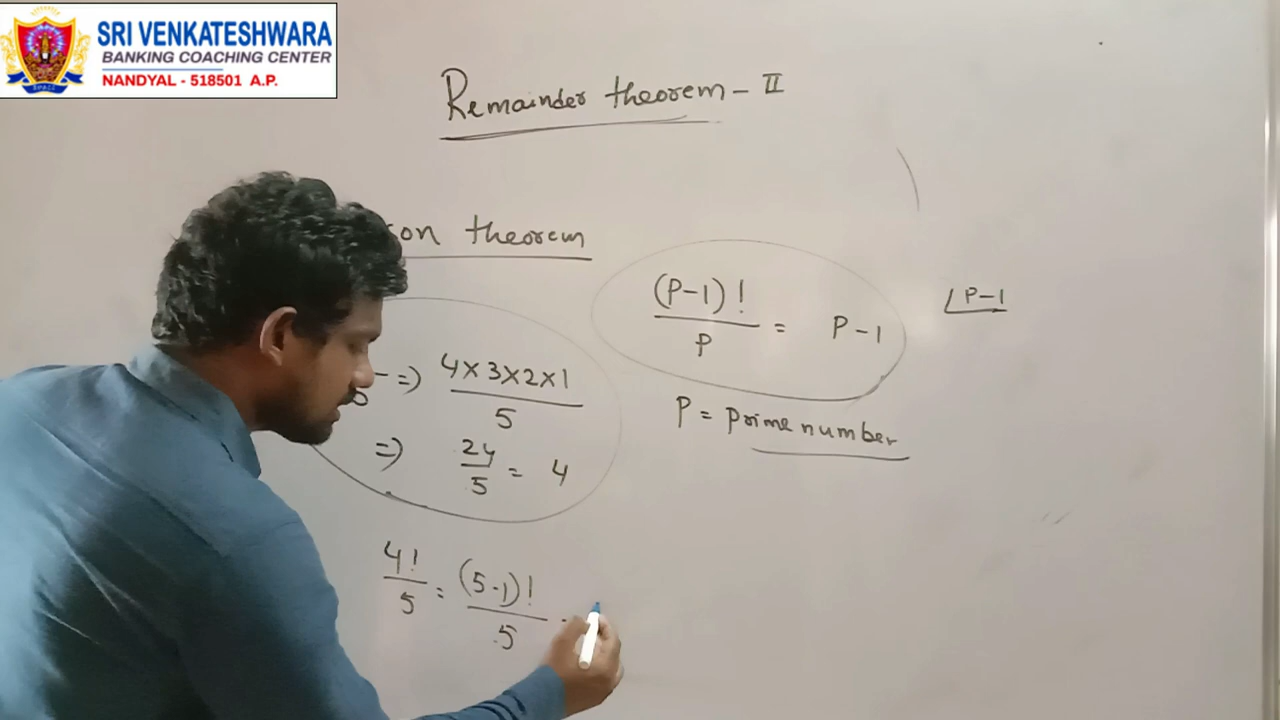 SRI VENKATESHWARA
BANKING COACHING CENTER
NANDYAL - 518501 A.P.
Remainder theorem - II
theorem
(P-1)! / P = P-1
P-1
=> 4×3×2×1 / 5
P = Prime number
=> 24 / 5 = 4
4! / 5 = (5-1)! / 5